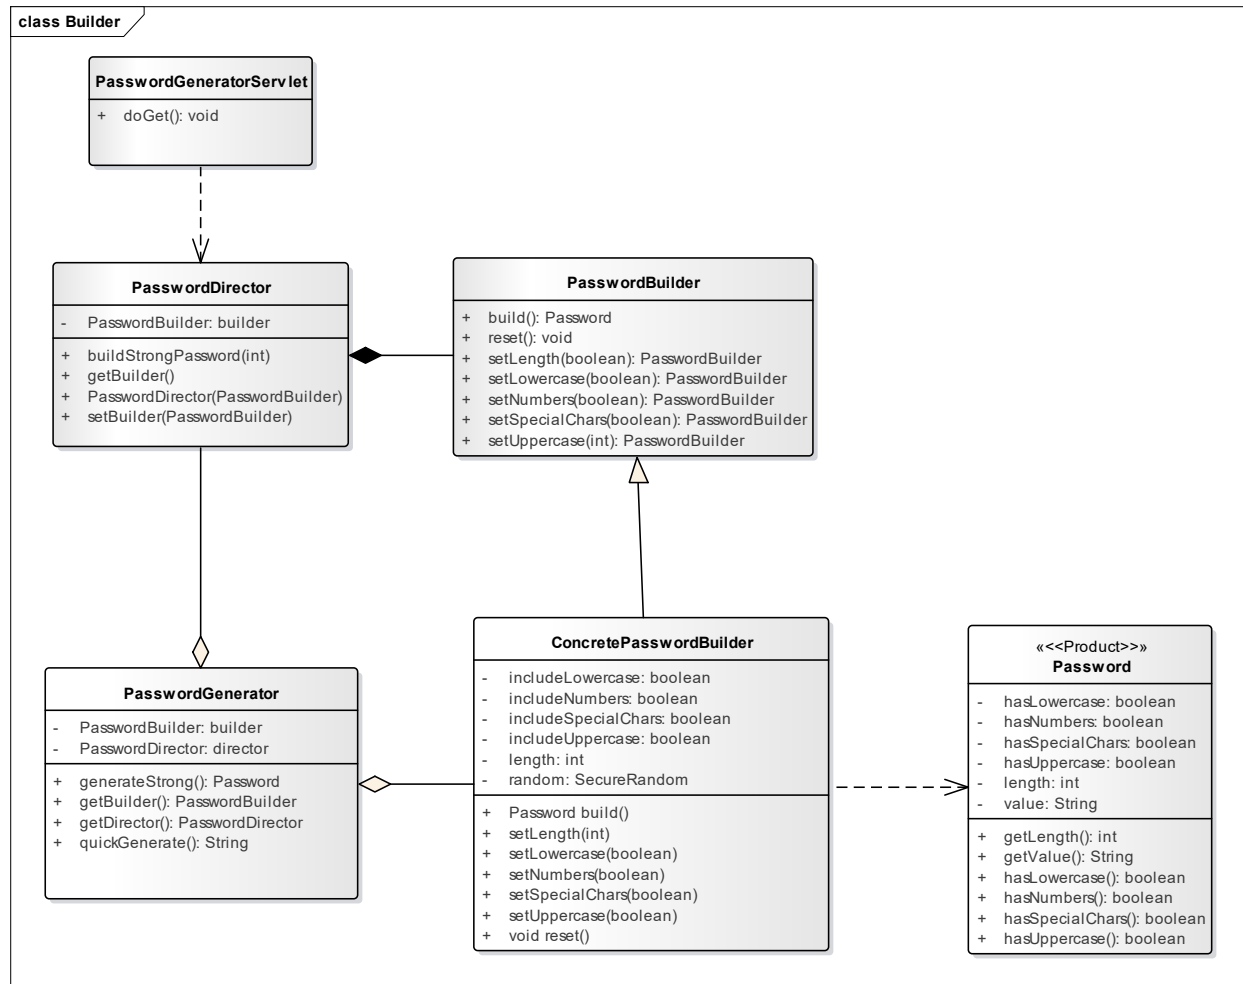 class Builder
PasswordGeneratorServlet
+ doGet(): void
PasswordDirector
- PasswordBuilder: builder
+ buildStrongPassword(int)
+ getBuilder()
+ PasswordDirector(PasswordBuilder)
+ setBuilder(PasswordBuilder)
PasswordBuilder
+ build(): Password
+ reset(): void
+ setLength(boolean): PasswordBuilder
+ setLowercase(boolean): PasswordBuilder
+ setNumbers(boolean): PasswordBuilder
+ setSpecialChars(boolean): PasswordBuilder
+ setUppercase(int): PasswordBuilder
PasswordGenerator
- PasswordBuilder: builder
- PasswordDirector: director
+ generateStrong(): Password
+ getBuilder(): PasswordBuilder
+ getDirector(): PasswordDirector
+ quickGenerate(): String
ConcretePasswordBuilder
- includeLowercase: boolean
- includeNumbers: boolean
- includeSpecialChars: boolean
- includeUppercase: boolean
- length: int
- random: SecureRandom
+ Password build()
+ setLength(int)
+ setLowercase(boolean)
+ setNumbers(boolean)
+ setSpecialChars(boolean)
+ setUppercase(boolean)
+ void reset()
«<<Product>>»
Password
- hasLowercase: boolean
- hasNumbers: boolean
- hasSpecialChars: boolean
- hasUppercase: boolean
- length: int
- value: String
+ getLength(): int
+ getValue(): String
+ hasLowercase(): boolean
+ hasNumbers(): boolean
+ hasSpecialChars(): boolean
+ hasUppercase(): boolean